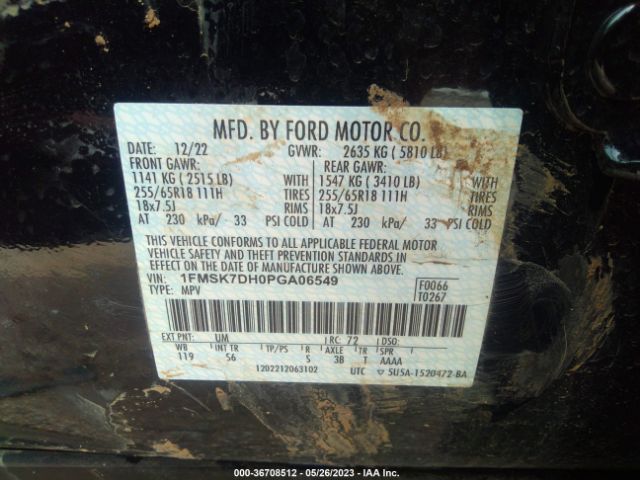 MFD. BY FORD MOTOR CO.
DATE: 12/22 GVWR: 2635 KG ( 5810 LB)
FRONT GAWR: REAR GAWR:
1141 KG ( 2515 LB) WITH 1547 KG ( 3410 LB) WITH
255/65R18 111H TIRES 255/65R18 111H TIRES
18x7.5J RIMS 18x7.5J RIMS
AT 230 kPa/ 33 PSI COLD AT 230 kPa/ 33 PSI COLD
THIS VEHICLE CONFORMS TO ALL APPLICABLE FEDERAL MOTOR
VEHICLE SAFETY AND THEFT PREVENTION STANDARDS IN
EFFECT ON THE DATE OF MANUFACTURE SHOWN ABOVE.
VIN: 1FMSK7DH0PGA06549 F0066
TYPE: MPV T0267
EXT PNT: UM RC: 72 DSO:
WB INT TR TP/PS R AXLE TR SPR
119 S6 5 3B T AAAA
1202212063102 UTC 5U5A-1520472-BA
000-36708512 - 05/26/2023 - IAA Inc.